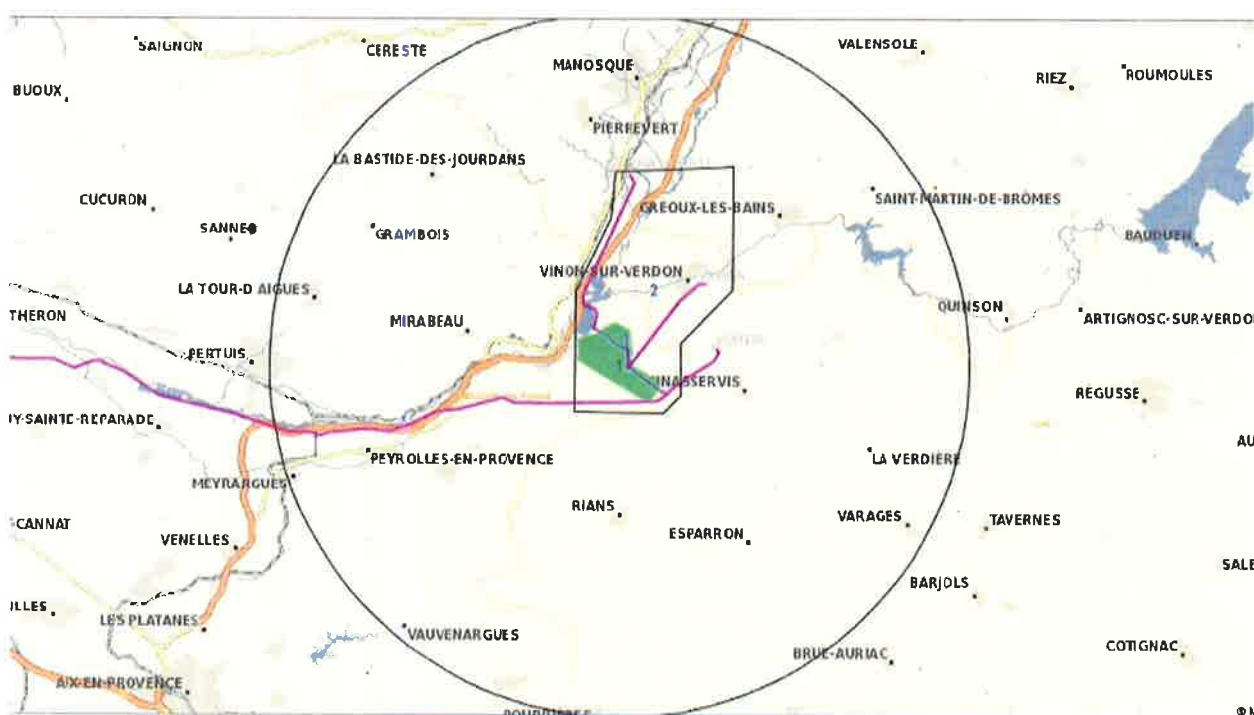 SAIGNON
CERESTE
VALENSOLE
MANOSQUE
RIEZ
ROUMOULES
BUOUX
PIERREVERT
LA BASTIDE-DES-JOURDANS
CUCURON
GREOUX-LES-BAINS
SAINT-MARTIN-DE-BROMES
SANNES
GRAMBOIS
BAUDUEN
VINON-SUR-VERDON
2
LA TOUR-D AIGUES
QUINSON
THERON
MIRABEAU
ARTIGNOSC-SUR-VERDO
PERTUIS
1
GINASSERVIS
REGUSSE
UY-SAINTE-REPARADE
AU
PEYROLLES-EN-PROVENCE
LA VERDIERE
MEYRARGUES
RIANS
CANNAT
VARAGES
TAVERNES
VENELLES
ESPARRON
SALE
BARJOLS
ILLES
LES PLATANES
VAUVENARGUES
BRUE-AURIAC
COTIGNAC
AIX-EN-PROVENCE